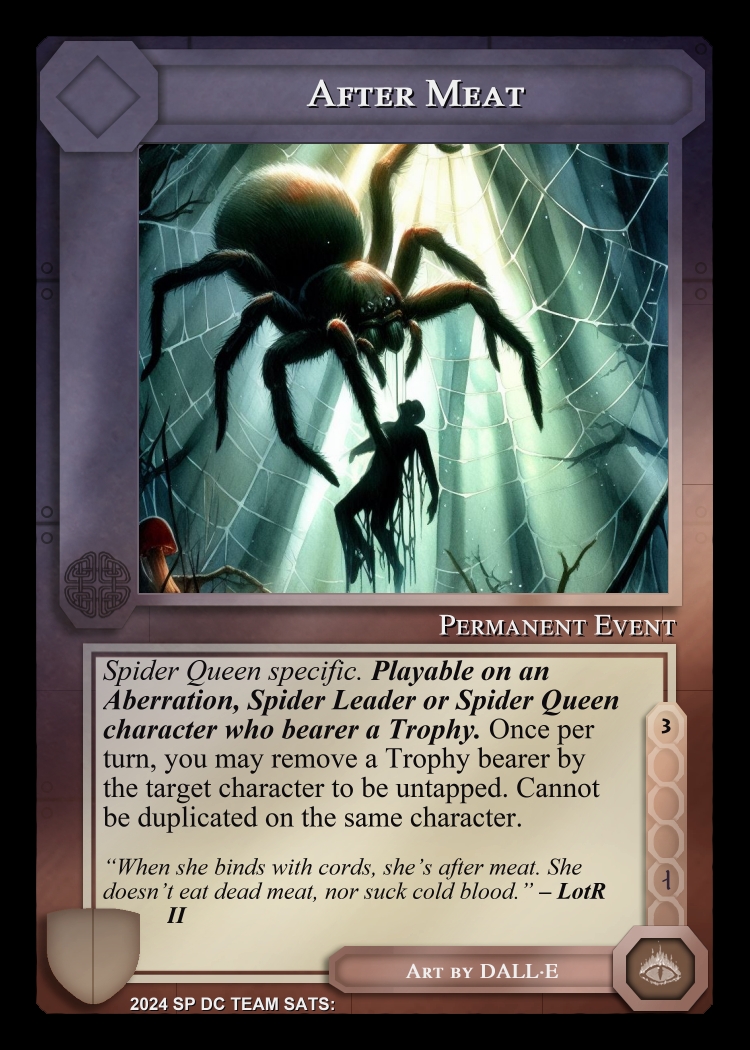 After Meat
Permanent Event
Spider Queen specific. Playable on an
Aberration, Spider Leader or Spider Queen
character who bearer a Trophy. Once per
turn, you may remove a Trophy bearer by
the target character to be untapped. Cannot
be duplicated on the same character.
3
“When she binds with cords, she’s after meat. She
doesn’t eat dead meat, nor suck cold blood.” – LotR
II
Art by DALL·E
2024 SP DC TEAM SATS: